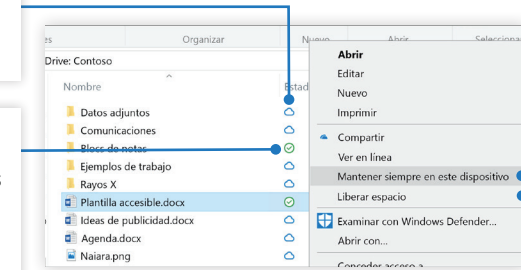 es Organizar Nuevo Abrir Seleccionar
Drive: Contoso
Nombre Estad
Datos adjuntos
Comunicaciones
Blocs de notas
Ejemplos de trabajo
Rayos X
Plantilla accesible.docx
Ideas de publicidad.docx
Agenda.docx
Naiara.png
Abrir
Editar
Nuevo
Imprimir
Compartir
Ver en línea
Mantener siempre en este dispositivo
Liberar espacio
Examinar con Windows Defender...
Abrir con...
Conceder acceso a
s